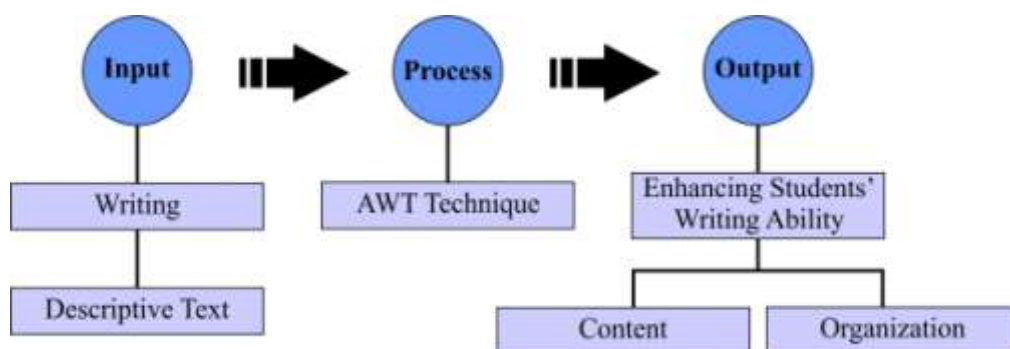 Input
Process
Output
Writing
AWT Technique
Enhancing Students’
Writing Ability
Descriptive Text
Content
Organization